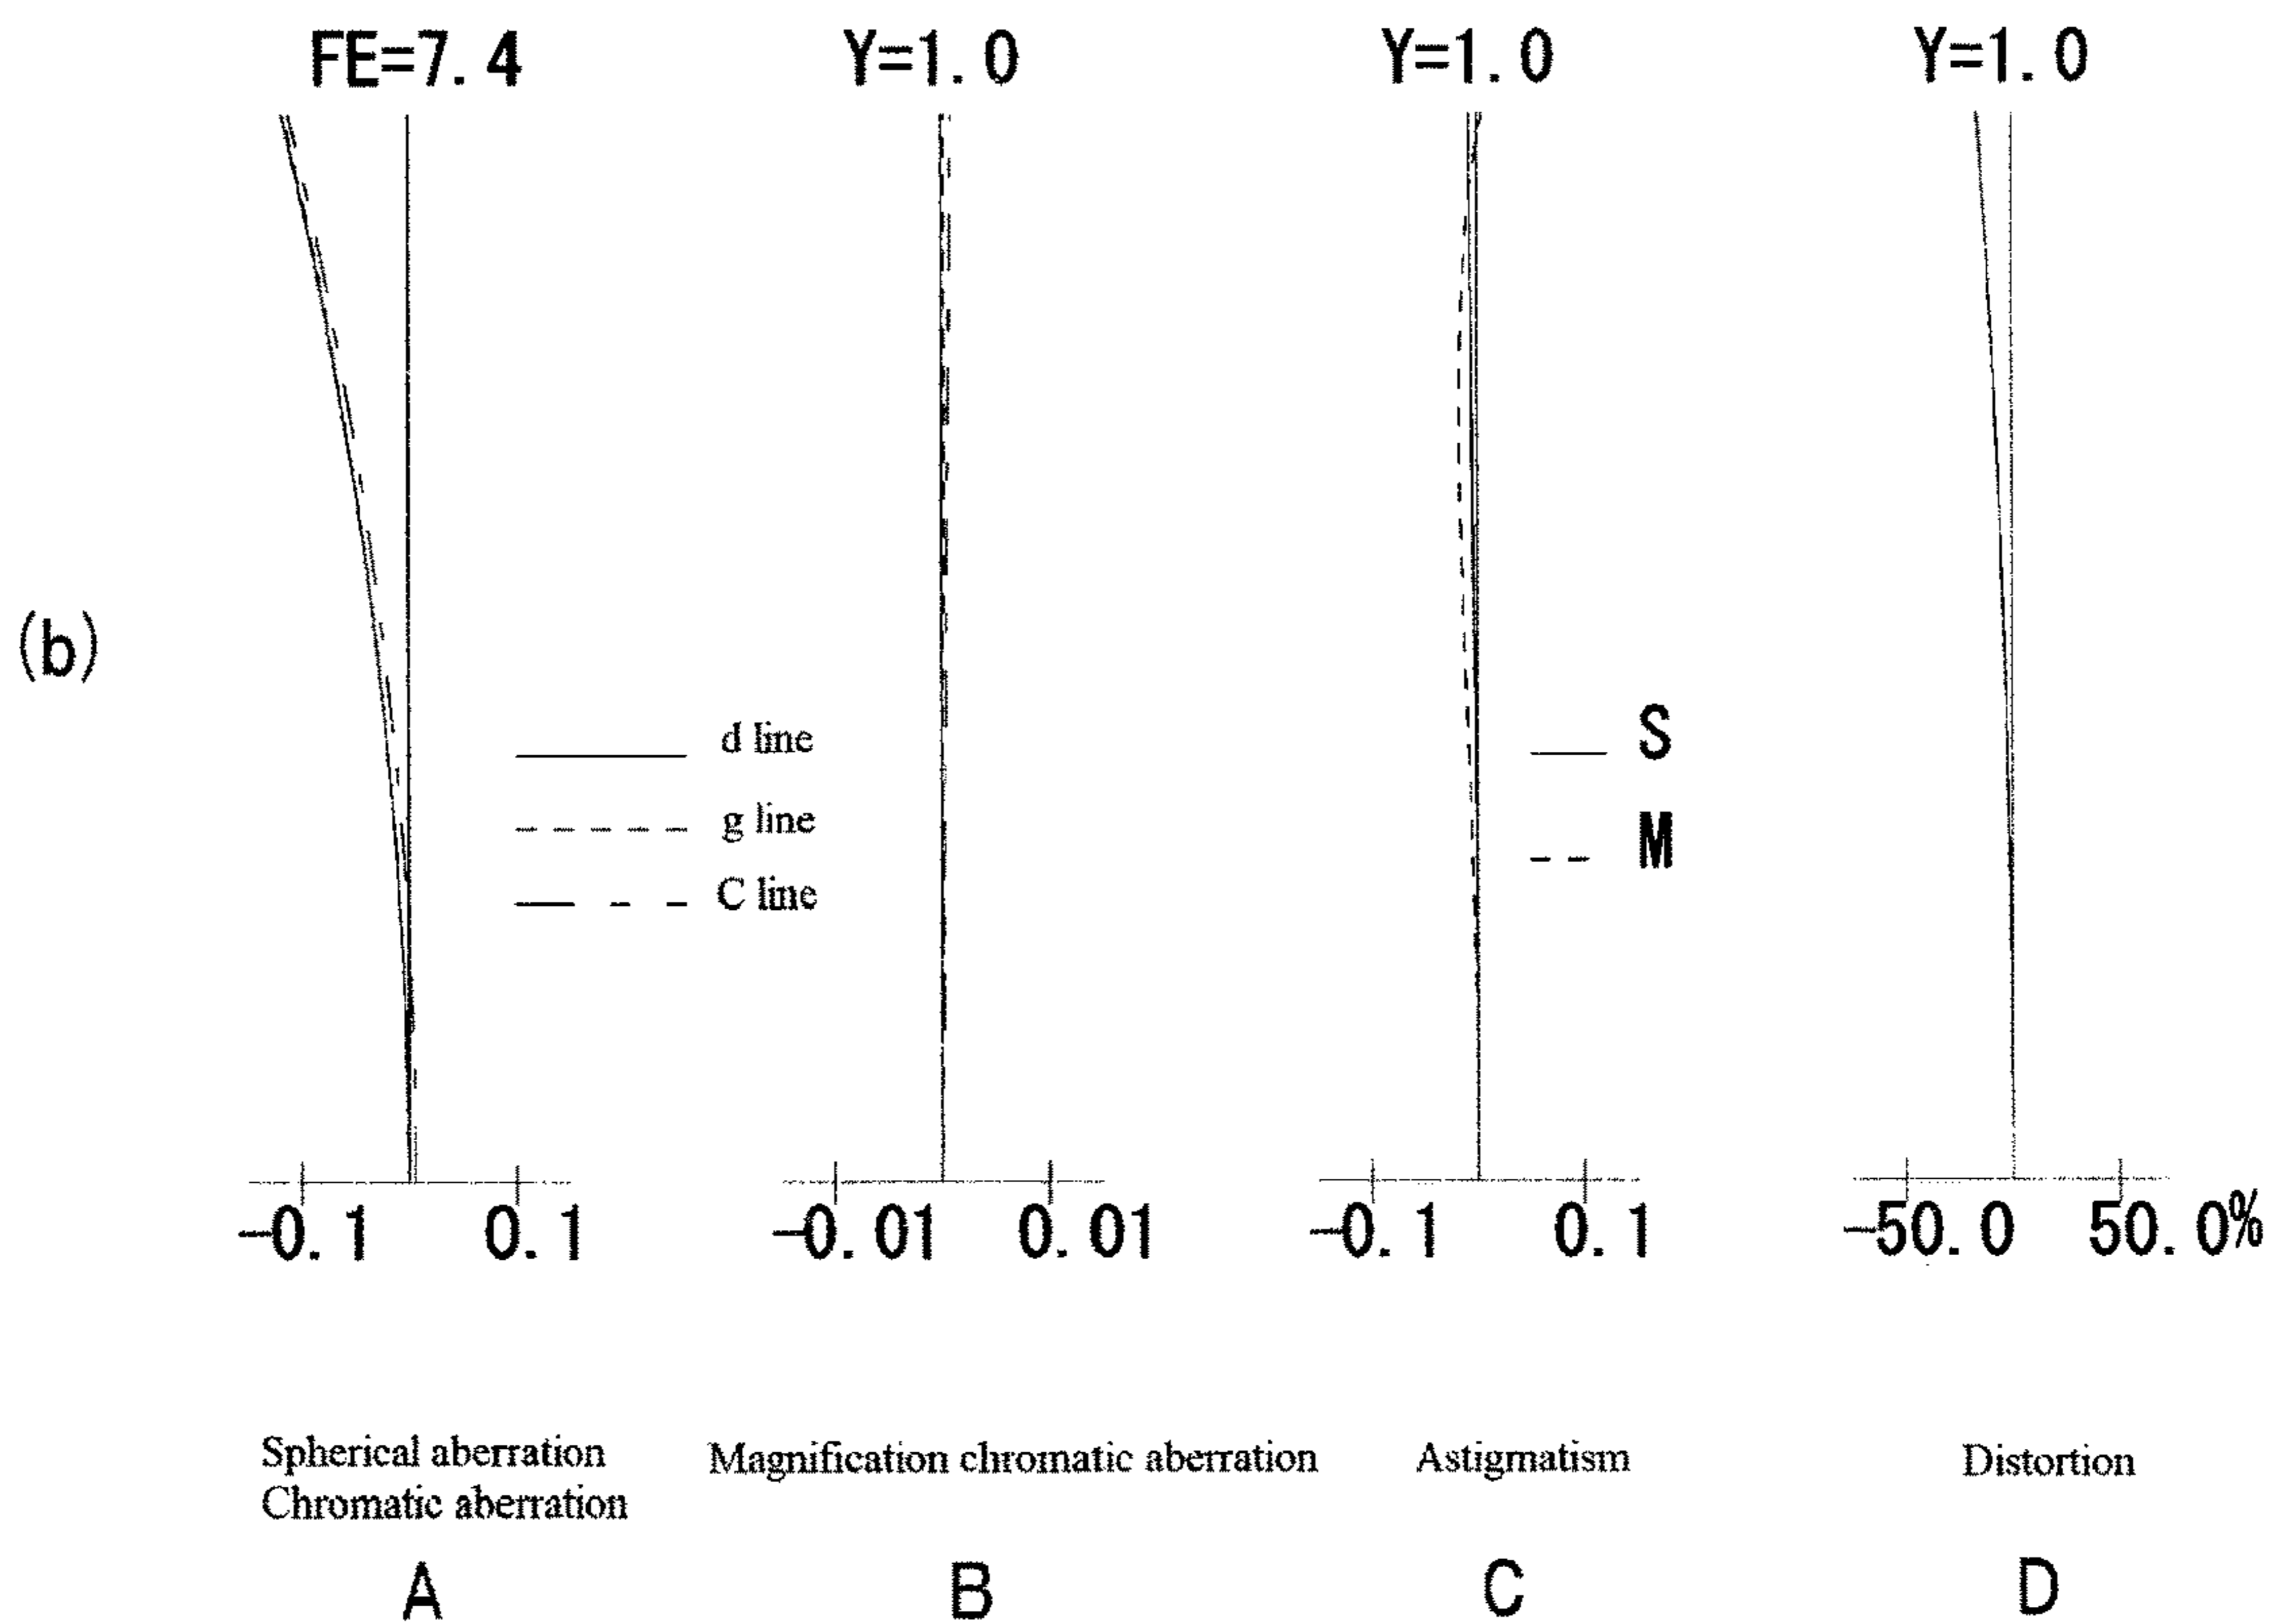 FE=7.4
Y=1.0
Y=1.0
Y=1.0
(b)
d line
g line
C line
S
M
-0.1 0.1
-0.01 0.01
-0.1 0.1
-50.0 50.0%
Spherical aberration
Chromatic aberration
Magnification chromatic aberration
Astigmatism
Distortion
A
B
C
D